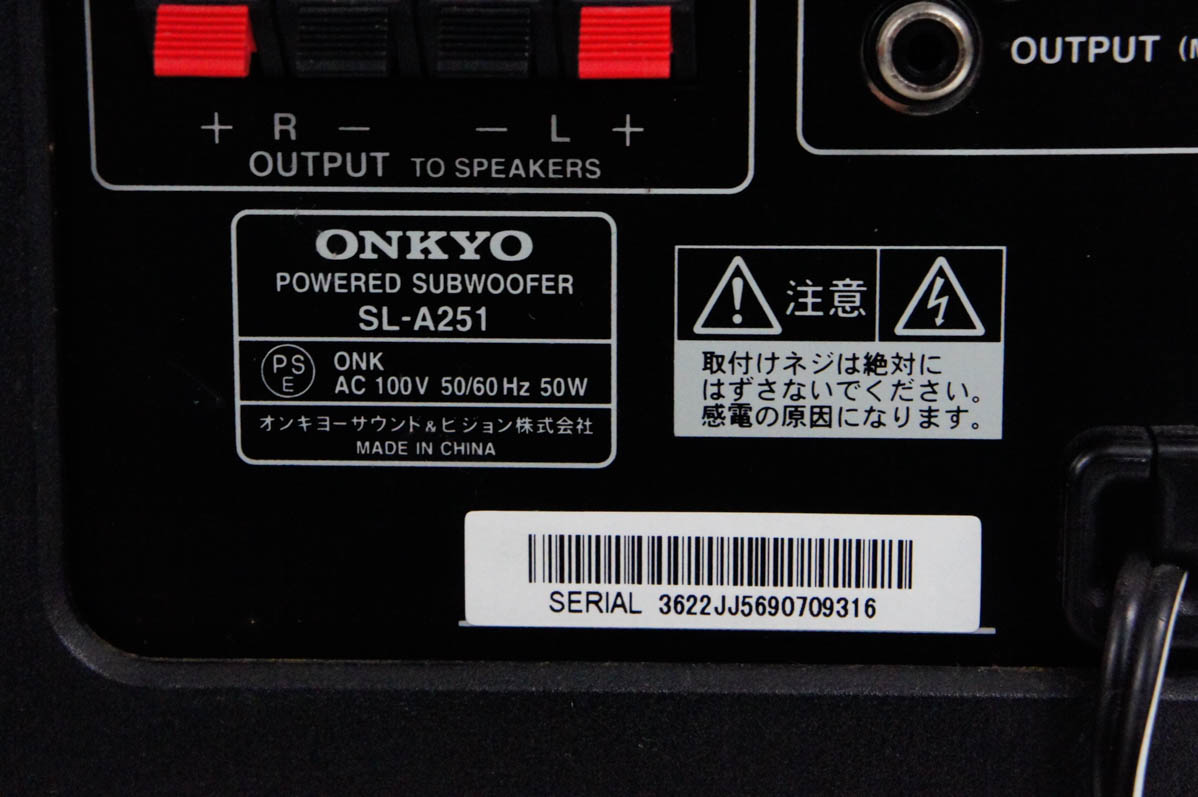 + R − − L +
OUTPUT TO SPEAKERS
OUTPUT
ONKYO
POWERED SUBWOOFER
SL-A251
PS
E
ONK
AC 100V 50/60Hz 50W
オンキヨーサウンド&ビジョン株式会社
MADE IN CHINA
注意
取付けネジは絶対に
はずさないでください。
感電の原因になります。
SERIAL 3622JJ5690709316